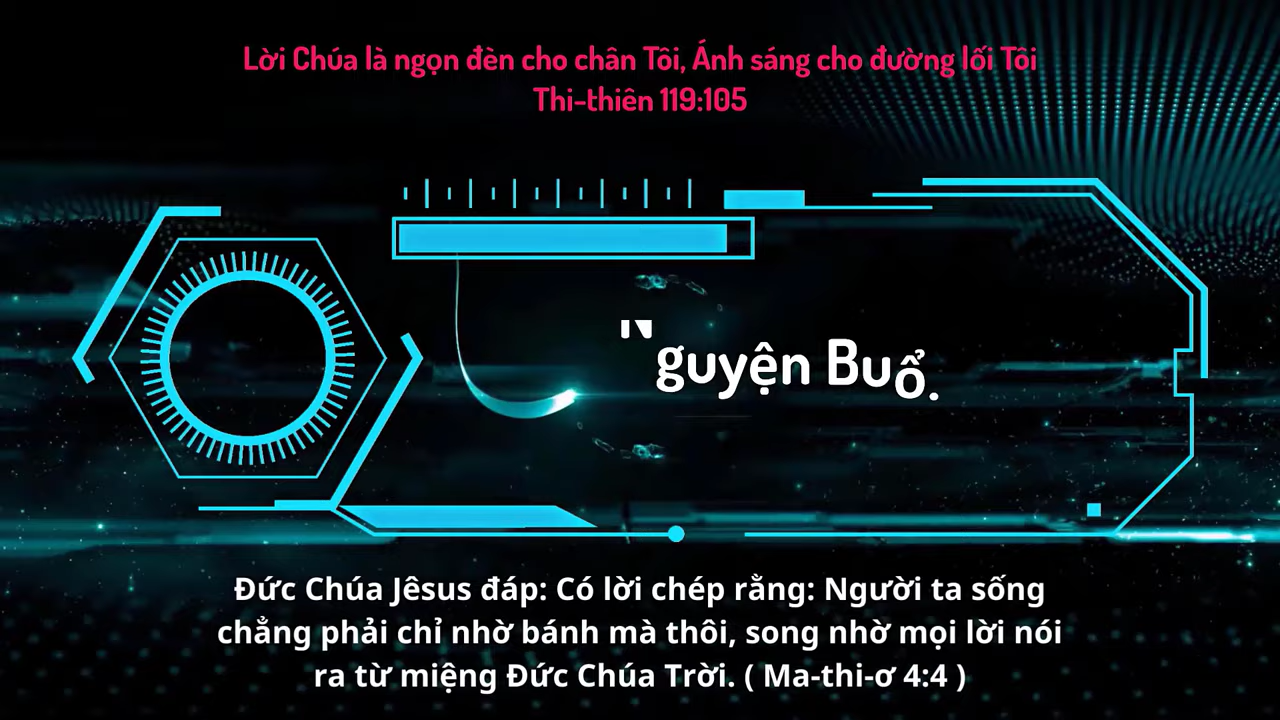 Lời Chúa là ngọn đèn cho chân Tôi, Ánh sáng cho đường lối Tôi
Thi-thiên 119:105
guyện Buổ
Đức Chúa Jêsus đáp: Có lời chép rằng: Người ta sống
chẳng phải chỉ nhờ bánh mà thôi, song nhờ mọi lời nói
ra từ miệng Đức Chúa Trời. ( Ma-thi-ơ 4:4 )